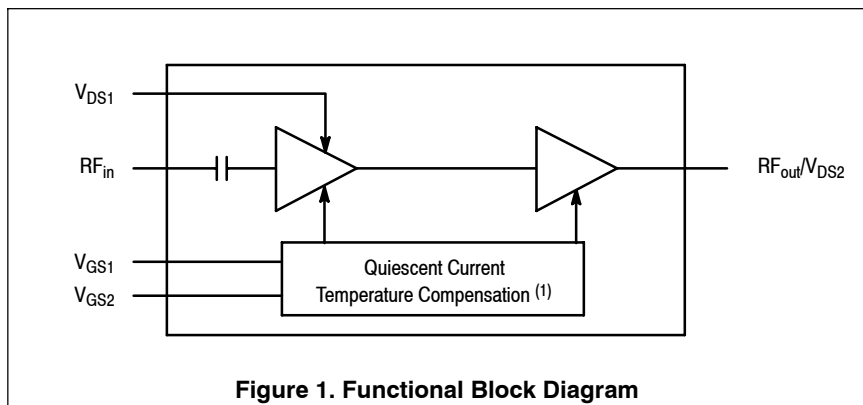 V_DS1
RF_in
RF_out/V_DS2
V_GS1
V_GS2
Quiescent Current
Temperature Compensation (1)
Figure 1. Functional Block Diagram